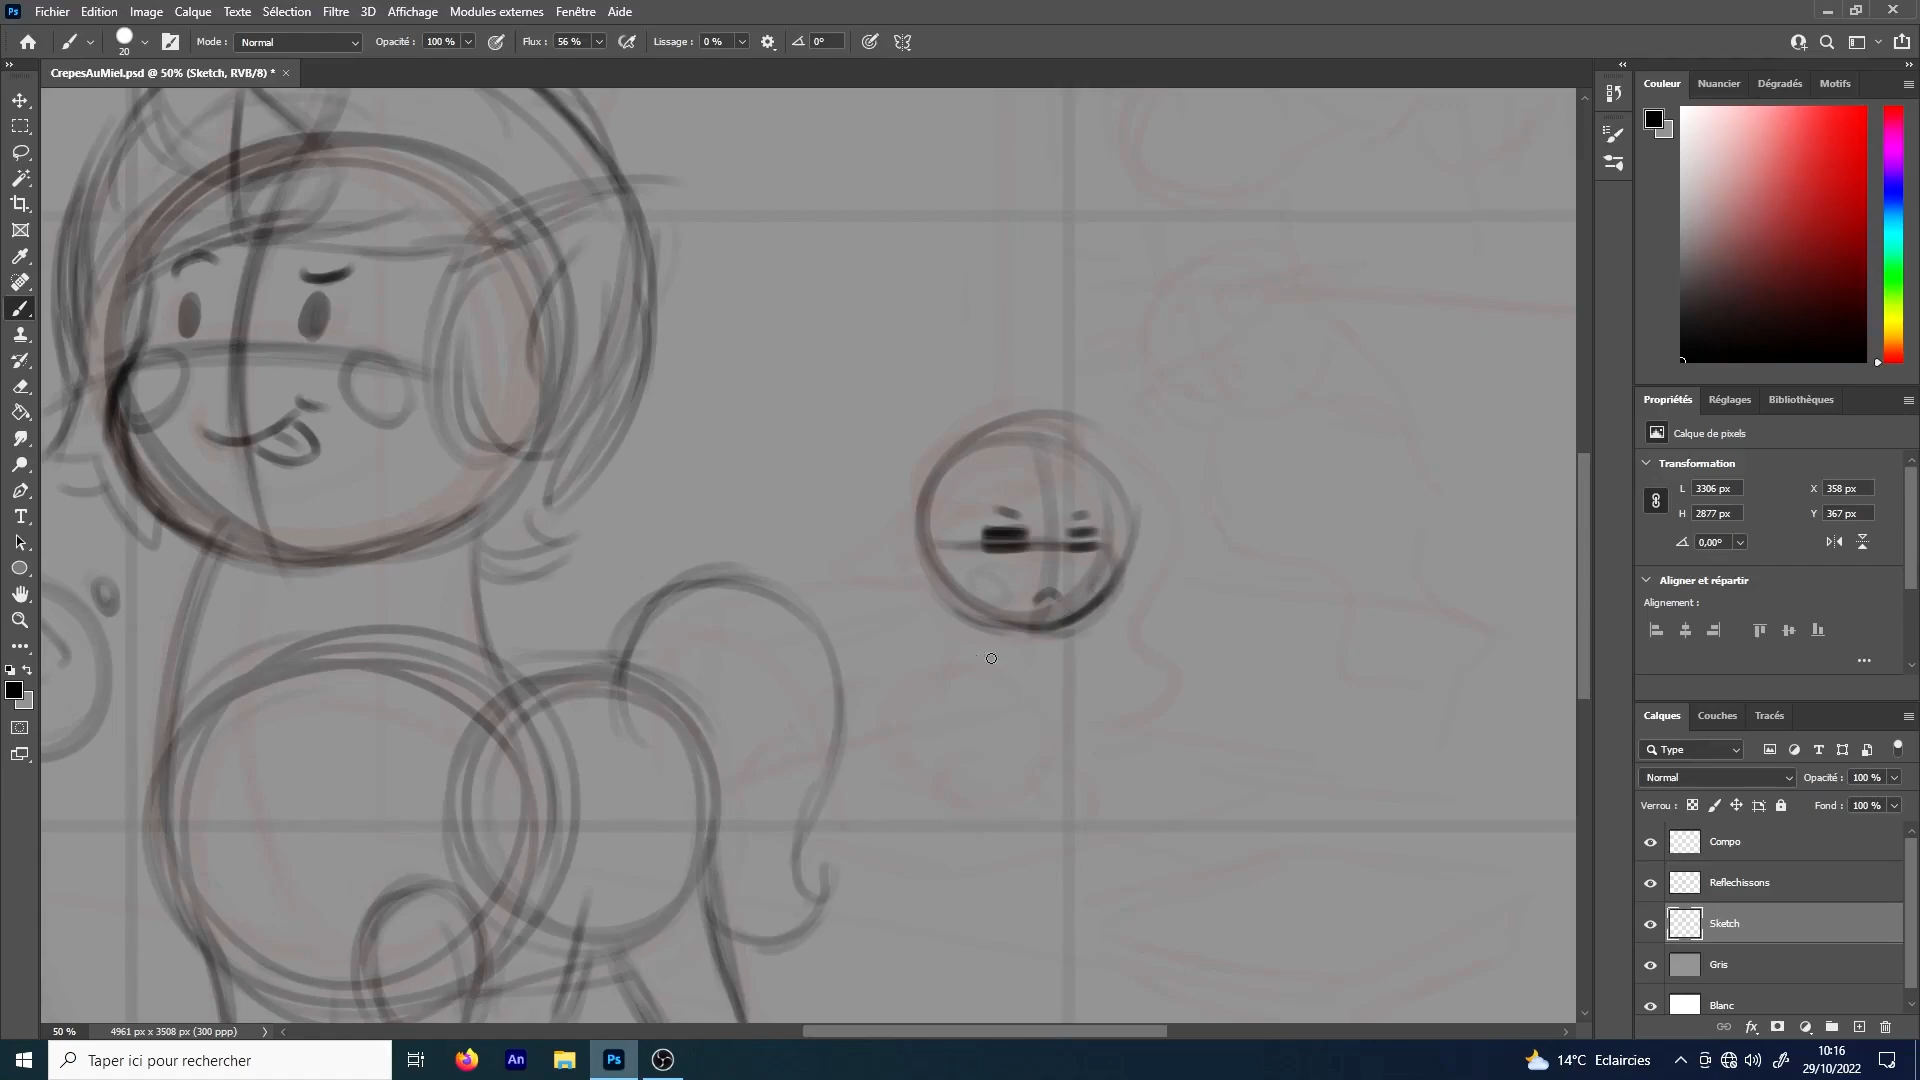 Ps Fichier Edition Image Calque Texte Sélection Filtre 3D Affichage Modules externes Fenêtre Aide
20 Mode : Normal Opacité : 100 % Flux : 56 % Lissage : 0 % 0°
CrepesAuMiel.psd @ 50% (Sketch, RVB/8) *
Couleur Nuancier Dégradés Motifs
Propriétés Réglages Bibliothèques
Calque de pixels
Transformation
L 3306 px X 358 px
H 2877 px Y 367 px
0,00°
Aligner et répartir
Alignement :
Calques Couches Tracés
Type
Normal Opacité : 100 %
Verrou : Fond : 100 %
Compo
Reflechissons
Sketch
Gris
Blanc
50 % 4961 px x 3508 px (300 ppp)
Taper ici pour rechercher An Ps 14°C Eclaircies 10:16
29/10/2022